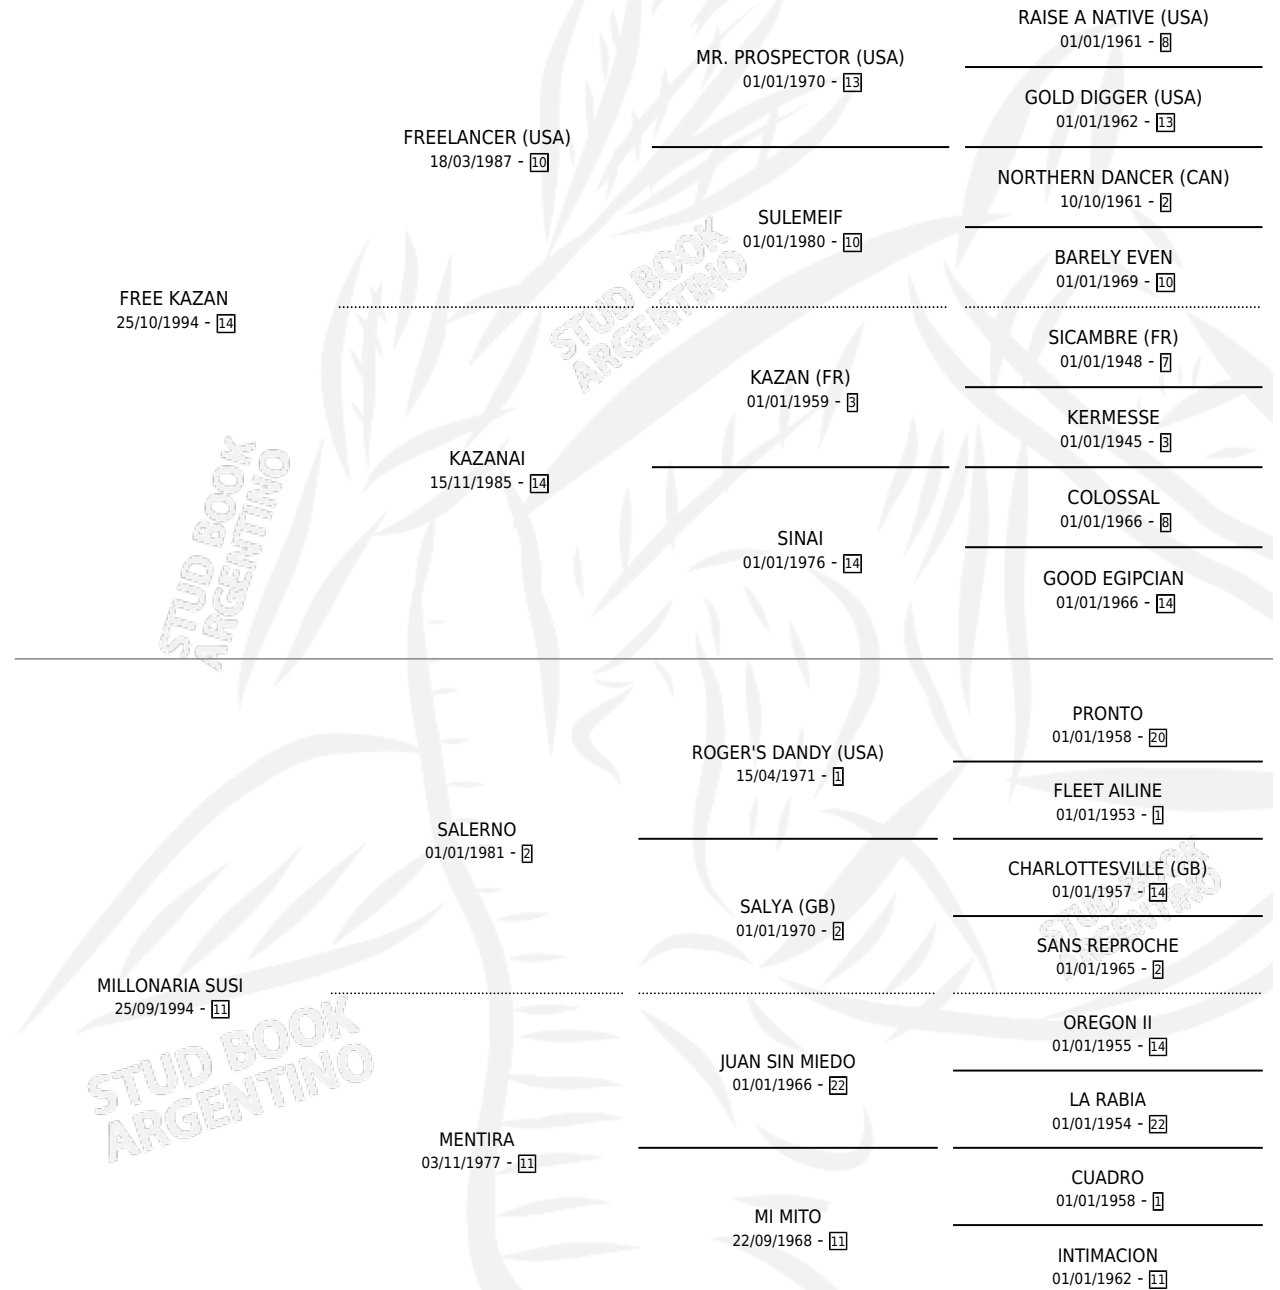 RAISE A NATIVE (USA)
01/01/1961 - 8
MR. PROSPECTOR (USA)
01/01/1970 - 13
GOLD DIGGER (USA)
01/01/1962 - 13
FREELANCER (USA)
18/03/1987 - 10
NORTHERN DANCER (CAN)
10/10/1961 - 2
SULEMEIF
01/01/1980 - 10
BARELY EVEN
01/01/1969 - 10
FREE KAZAN
25/10/1994 - 14
SICAMBRE (FR)
01/01/1948 - 7
KAZAN (FR)
01/01/1959 - 3
KERMESSE
01/01/1945 - 3
KAZANAI
15/11/1985 - 14
COLOSSAL
01/01/1966 - 8
SINAI
01/01/1976 - 14
GOOD EGIPCIAN
01/01/1966 - 14
PRONTO
01/01/1958 - 20
ROGER'S DANDY (USA)
15/04/1971 - 1
FLEET AILINE
01/01/1953 - 1
SALERNO
01/01/1981 - 2
CHARLOTTESVILLE (GB)
01/01/1957 - 14
SALYA (GB)
01/01/1970 - 2
SANS REPROCHE
01/01/1965 - 2
MILLONARIA SUSI
25/09/1994 - 11
OREGON II
01/01/1955 - 14
JUAN SIN MIEDO
01/01/1966 - 22
LA RABIA
01/01/1954 - 22
MENTIRA
03/11/1977 - 11
CUADRO
01/01/1958 - 1
MI MITO
22/09/1968 - 11
INTIMACION
01/01/1962 - 11
STUD BOOK
ARGENTINO
STUD BOOK
ARGENTINO
STUD BOOK
ARGENTINO
STUD BOOK
ARGENTINO